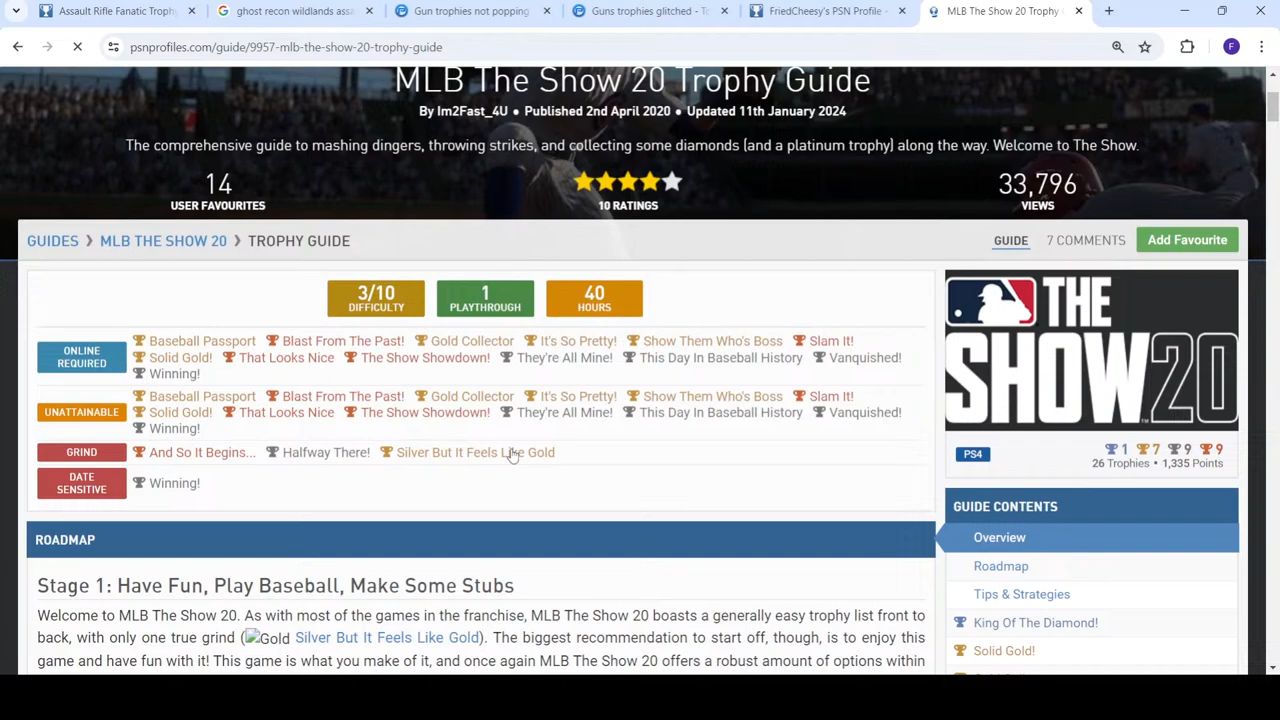 Assault Rifle Fanatic Trophy
ghost recon wildlands assa
Gun trophies not popping
Guns trophies glitched - To
FriedCheesy's PSN Profile •
MLB The Show 20 Trophy G
psnprofiles.com/guide/9957-mlb-the-show-20-trophy-guide
F
MLB The Show 20 Trophy Guide
By Im2Fast_4U • Published 2nd April 2020 • Updated 11th January 2024
The comprehensive guide to mashing dingers, throwing strikes, and collecting some diamonds (and a platinum trophy) along the way. Welcome to The Show.
14
USER FAVOURITES
10 RATINGS
33,796
VIEWS
GUIDES > MLB THE SHOW 20 > TROPHY GUIDE
GUIDE
7 COMMENTS
Add Favourite
3/10
DIFFICULTY
1
PLAYTHROUGH
40
HOURS
ONLINE REQUIRED
Baseball Passport Blast From The Past! Gold Collector It's So Pretty! Show Them Who's Boss Slam It!
Solid Gold! That Looks Nice The Show Showdown! They're All Mine! This Day In Baseball History Vanquished!
Winning!
UNATTAINABLE
Baseball Passport Blast From The Past! Gold Collector It's So Pretty! Show Them Who's Boss Slam It!
Solid Gold! That Looks Nice The Show Showdown! They're All Mine! This Day In Baseball History Vanquished!
Winning!
GRIND
And So It Begins... Halfway There! Silver But It Feels Like Gold
DATE SENSITIVE
Winning!
ROADMAP
Stage 1: Have Fun, Play Baseball, Make Some Stubs
Welcome to MLB The Show 20. As with most of the games in the franchise, MLB The Show 20 boasts a generally easy trophy list front to
back, with only one true grind (Gold Silver But It Feels Like Gold). The biggest recommendation to start off, though, is to enjoy this
game and have fun with it! This game is what you make of it, and once again MLB The Show 20 offers a robust amount of options within
THE
SHOW20
PS4
1 7 9 9
26 Trophies • 1,335 Points
GUIDE CONTENTS
Overview
Roadmap
Tips & Strategies
King Of The Diamond!
Solid Gold!